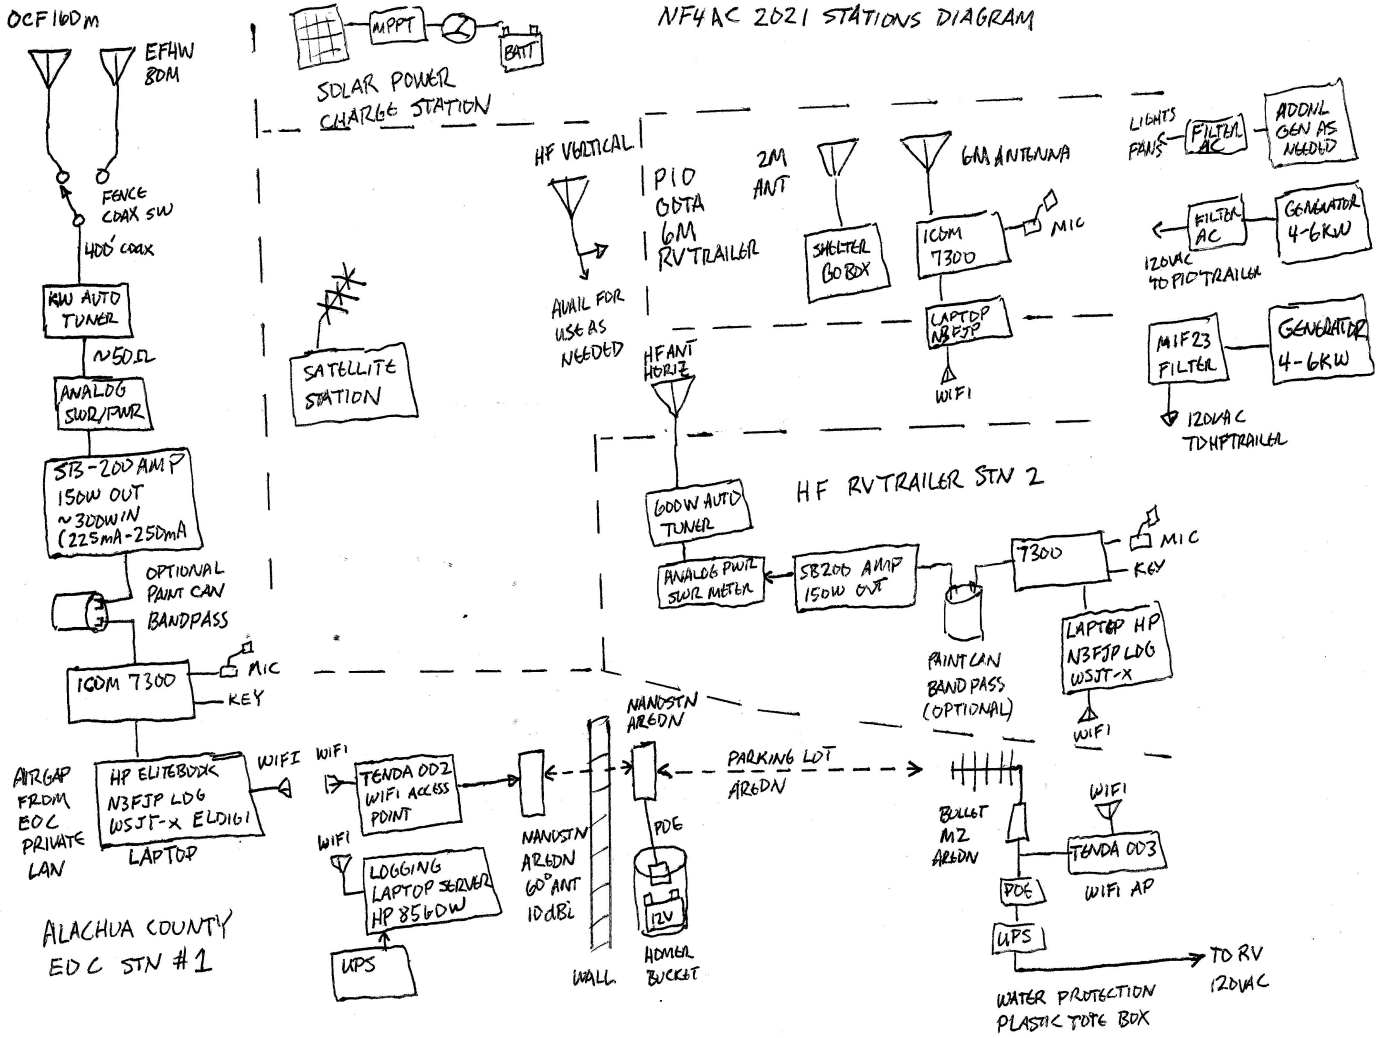 NF4AC 2021 STATIONS DIAGRAM
OCF160m
EFHW
80M
FENCE
COAX SW
400' COAX
KW AUTO
TUNER
~50Ω
ANALOG
SWR/PWR
SB-200 AMP
150W OUT
~300W IN
(225mA-250mA
OPTIONAL
PAINT CAN
BANDPASS
ICOM 7300
MIC
KEY
HP ELITEBOOK
N3FJP LOG
WSJT-X FLDIGI
LAPTOP
WIFI
AIRGAP
FROM
EOC
PRIVATE
LAN
ALACHUA COUNTY
EOC STN #1
MPPT
BATT
SOLAR POWER
CHARGE STATION
SATELLITE
STATION
HF VERTICAL
AVAIL FOR
USE AS
NEEDED
PIO
GOTA
6M
RV TRAILER
2M
ANT
SHELTER
GO BOX
6M ANTENNA
ICOM
7300
MIC
LAPTOP
N3FJP
WIFI
LIGHTS
FANS
FILTER
AC
ADDNL
GEN AS
NEEDED
120VAC
TO PIO TRAILER
FILTER
AC
GENERATOR
4-6KW
MIF23
FILTER
GENERATOR
4-6KW
120VAC
TO HF TRAILER
HF ANT
HORIZ
HF RV TRAILER STN 2
600W AUTO
TUNER
ANALOG PWR
SWR METER
SB200 AMP
150W OUT
PAINT CAN
BAND PASS
(OPTIONAL)
7300
MIC
KEY
LAPTOP HP
N3FJP LOG
WSJT-X
WIFI
WIFI
TENDA 002
WIFI ACCESS
POINT
WIFI
LOGGING
LAPTOP SERVER
HP 8560W
UPS
NANOSTN
AREDN
60° ANT
10dBi
WALL
NANOSTN
AREDN
POE
12V
HOMER
BUCKET
PARKING LOT
AREDN
BULLET
M2
AREDN
WIFI
TENDA 003
WIFI AP
POE
UPS
TO RV
120VAC
WATER PROTECTION
PLASTIC TOTE BOX